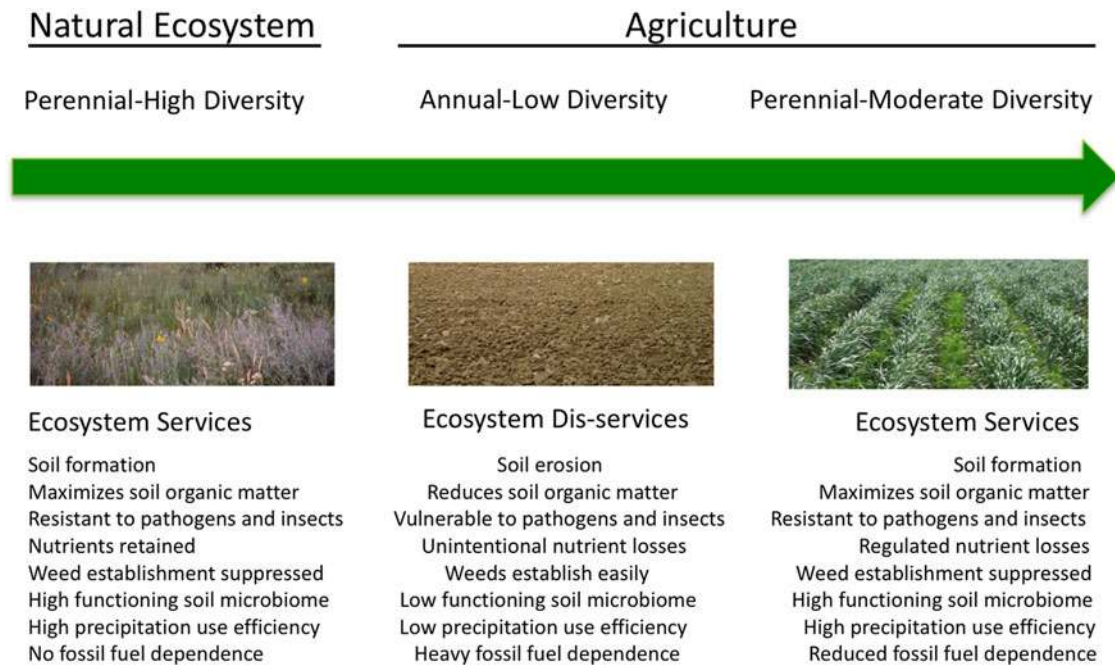 Natural Ecosystem
Agriculture
Perennial-High Diversity
Annual-Low Diversity
Perennial-Moderate Diversity
Ecosystem Services
Soil formation
Maximizes soil organic matter
Resistant to pathogens and insects
Nutrients retained
Weed establishment suppressed
High functioning soil microbiome
High precipitation use efficiency
No fossil fuel dependence
Ecosystem Dis-services
Soil erosion
Reduces soil organic matter
Vulnerable to pathogens and insects
Unintentional nutrient losses
Weeds establish easily
Low functioning soil microbiome
Low precipitation use efficiency
Heavy fossil fuel dependence
Ecosystem Services
Soil formation
Maximizes soil organic matter
Resistant to pathogens and insects
Regulated nutrient losses
Weed establishment suppressed
High functioning soil microbiome
High precipitation use efficiency
Reduced fossil fuel dependence